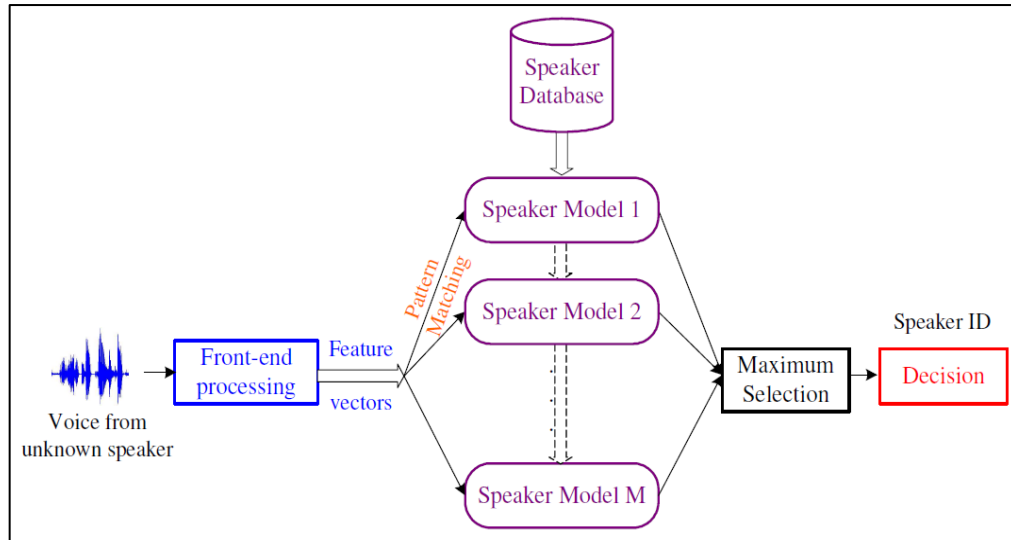 Speaker
Database
Speaker Model 1
Pattern
Matching
Speaker Model 2
Speaker ID
Front-end
processing
Feature
vectors
Maximum
Selection
Decision
Voice from
unknown speaker
Speaker Model M